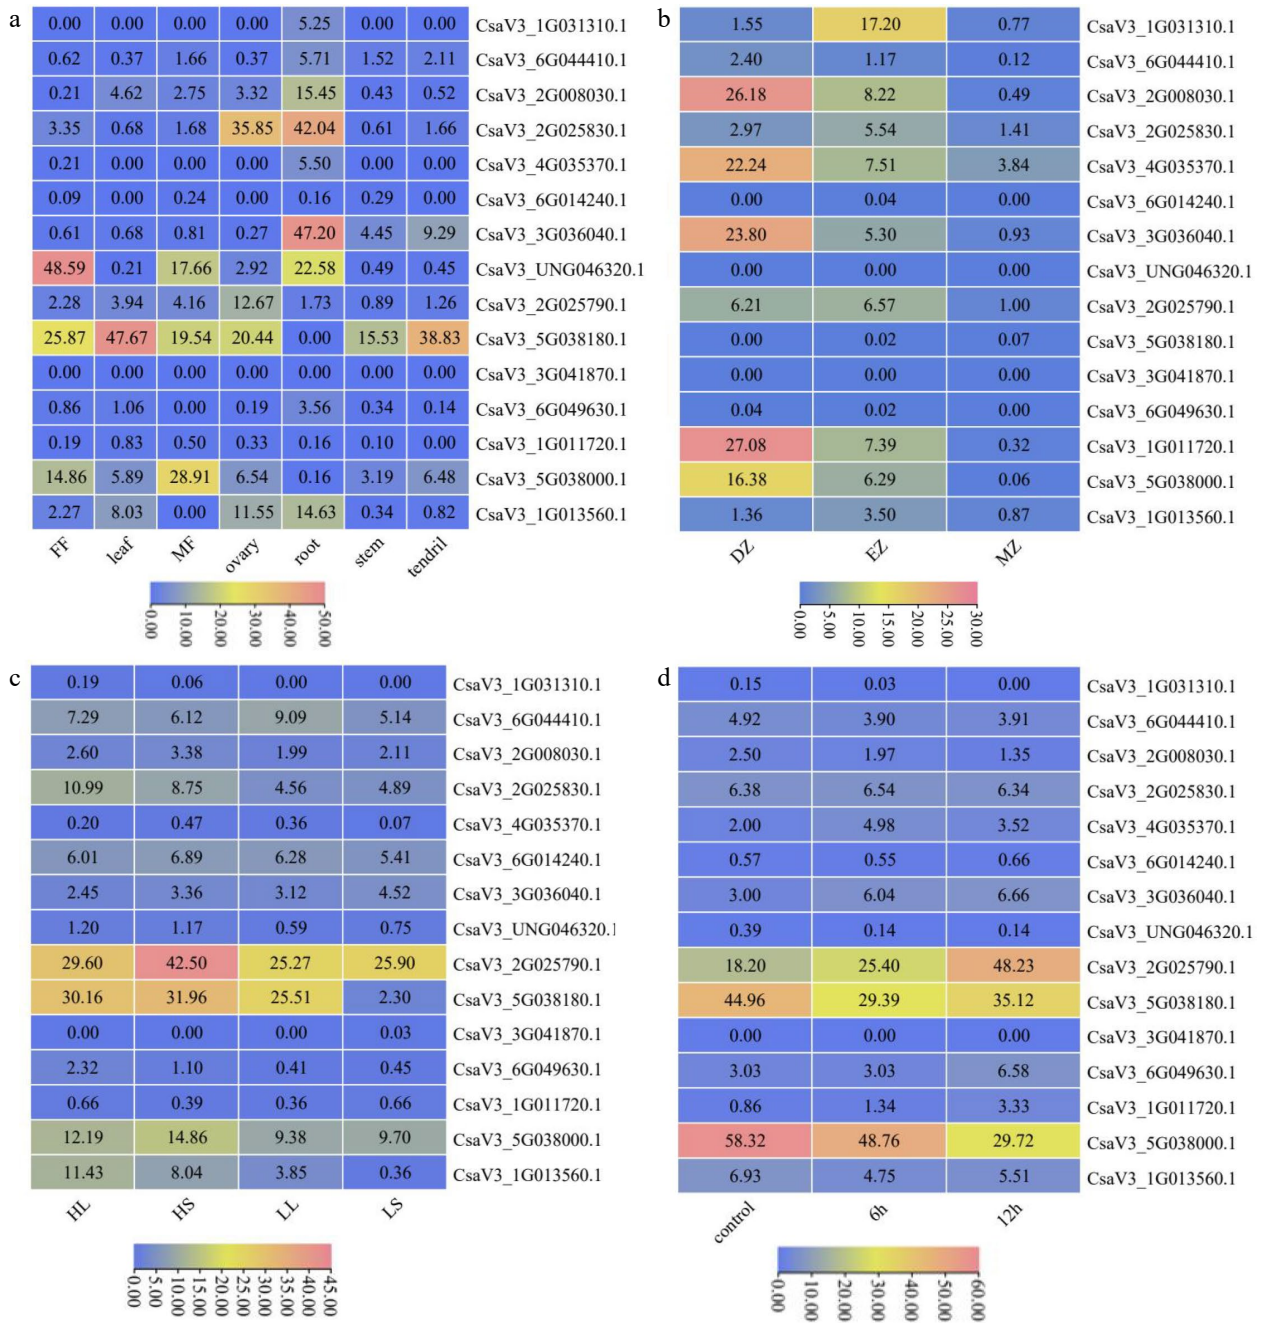 a
0.00 0.00 0.00 0.00 5.25 0.00 0.00 CsaV3_1G031310.1
0.62 0.37 1.66 0.37 5.71 1.52 2.11 CsaV3_6G044410.1
0.21 4.62 2.75 3.32 15.45 0.43 0.52 CsaV3_2G008030.1
3.35 0.68 1.68 35.85 42.04 0.61 1.66 CsaV3_2G025830.1
0.21 0.00 0.00 0.00 5.50 0.00 0.00 CsaV3_4G035370.1
0.09 0.00 0.24 0.00 0.16 0.29 0.00 CsaV3_6G014240.1
0.61 0.68 0.81 0.27 47.20 4.45 9.29 CsaV3_3G036040.1
48.59 0.21 17.66 2.92 22.58 0.49 0.45 CsaV3_UNG046320.1
2.28 3.94 4.16 12.67 1.73 0.89 1.26 CsaV3_2G025790.1
25.87 47.67 19.54 20.44 0.00 15.53 38.83 CsaV3_5G038180.1
0.00 0.00 0.00 0.00 0.00 0.00 0.00 CsaV3_3G041870.1
0.86 1.06 0.00 0.19 3.56 0.34 0.14 CsaV3_6G049630.1
0.19 0.83 0.50 0.33 0.16 0.10 0.00 CsaV3_1G011720.1
14.86 5.89 28.91 6.54 0.16 3.19 6.48 CsaV3_5G038000.1
2.27 8.03 0.00 11.55 14.63 0.34 0.82 CsaV3_1G013560.1
FF leaf MF ovary root stem tendril
0.00 10.00 20.00 30.00 40.00 50.00
b
1.55 17.20 0.77 CsaV3_1G031310.1
2.40 1.17 0.12 CsaV3_6G044410.1
26.18 8.22 0.49 CsaV3_2G008030.1
2.97 5.54 1.41 CsaV3_2G025830.1
22.24 7.51 3.84 CsaV3_4G035370.1
0.00 0.04 0.00 CsaV3_6G014240.1
23.80 5.30 0.93 CsaV3_3G036040.1
0.00 0.00 0.00 CsaV3_UNG046320.1
6.21 6.57 1.00 CsaV3_2G025790.1
0.00 0.02 0.07 CsaV3_5G038180.1
0.00 0.00 0.00 CsaV3_3G041870.1
0.04 0.02 0.00 CsaV3_6G049630.1
27.08 7.39 0.32 CsaV3_1G011720.1
16.38 6.29 0.06 CsaV3_5G038000.1
1.36 3.50 0.87 CsaV3_1G013560.1
DZ EZ MZ
0.00 5.00 10.00 15.00 20.00 25.00 30.00
c
0.19 0.06 0.00 0.00 CsaV3_1G031310.1
7.29 6.12 9.09 5.14 CsaV3_6G044410.1
2.60 3.38 1.99 2.11 CsaV3_2G008030.1
10.99 8.75 4.56 4.89 CsaV3_2G025830.1
0.20 0.47 0.36 0.07 CsaV3_4G035370.1
6.01 6.89 6.28 5.41 CsaV3_6G014240.1
2.45 3.36 3.12 4.52 CsaV3_3G036040.1
1.20 1.17 0.59 0.75 CsaV3_UNG046320.1
29.60 42.50 25.27 25.90 CsaV3_2G025790.1
30.16 31.96 25.51 2.30 CsaV3_5G038180.1
0.00 0.00 0.00 0.03 CsaV3_3G041870.1
2.32 1.10 0.41 0.45 CsaV3_6G049630.1
0.66 0.39 0.36 0.66 CsaV3_1G011720.1
12.19 14.86 9.38 9.70 CsaV3_5G038000.1
11.43 8.04 3.85 0.36 CsaV3_1G013560.1
HL HS LL LS
0.00 5.00 10.00 15.00 20.00 25.00 30.00 35.00 40.00 45.00
d
0.15 0.03 0.00 CsaV3_1G031310.1
4.92 3.90 3.91 CsaV3_6G044410.1
2.50 1.97 1.35 CsaV3_2G008030.1
6.38 6.54 6.34 CsaV3_2G025830.1
2.00 4.98 3.52 CsaV3_4G035370.1
0.57 0.55 0.66 CsaV3_6G014240.1
3.00 6.04 6.66 CsaV3_3G036040.1
0.39 0.14 0.14 CsaV3_UNG046320.1
18.20 25.40 48.23 CsaV3_2G025790.1
44.96 29.39 35.12 CsaV3_5G038180.1
0.00 0.00 0.00 CsaV3_3G041870.1
3.03 3.03 6.58 CsaV3_6G049630.1
0.86 1.34 3.33 CsaV3_1G011720.1
58.32 48.76 29.72 CsaV3_5G038000.1
6.93 4.75 5.51 CsaV3_1G013560.1
control 6h 12h
0.00 10.00 20.00 30.00 40.00 50.00 60.00